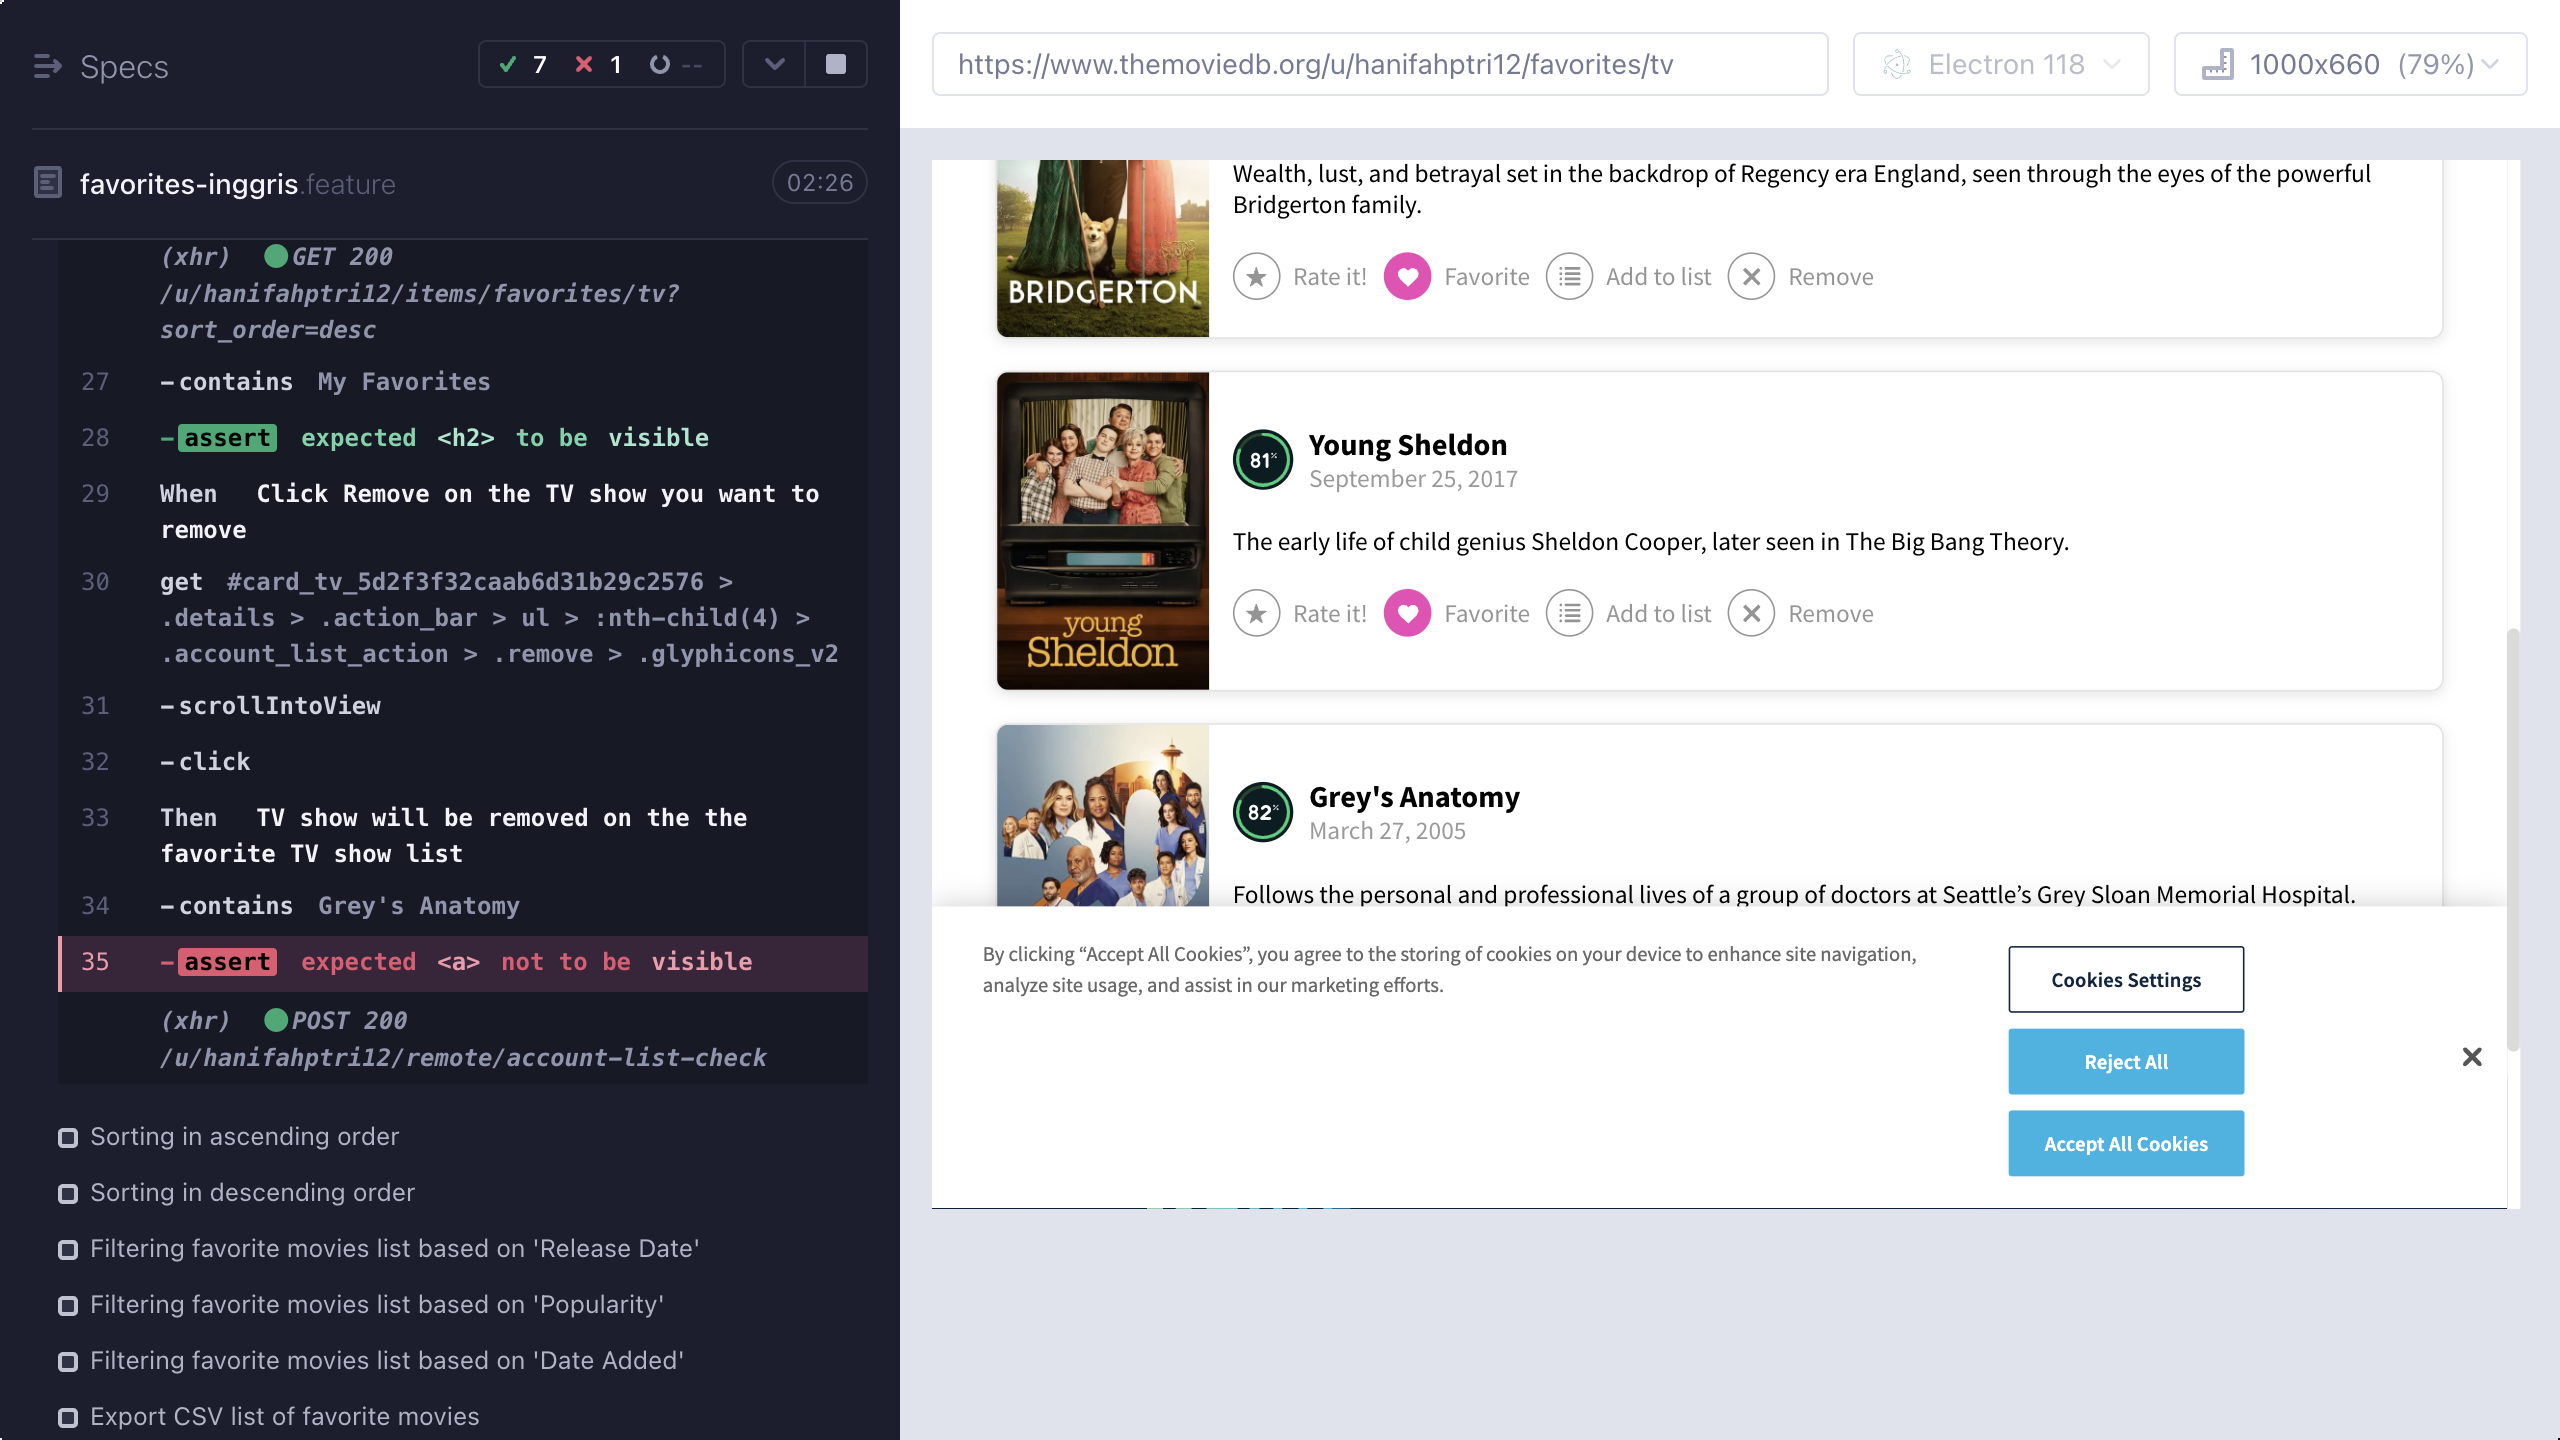 Specs
7 1 --
favorites-inggris.feature
02:26
(xhr) GET 200
/u/hanifahptri12/items/favorites/tv?
sort_order=desc
27 -contains My Favorites
28 -assert expected <h2> to be visible
29 When Click Remove on the TV show you want to
remove
30 get #card_tv_5d2f3f32caab6d31b29c2576 >
.details > .action_bar > ul > :nth-child(4) >
.account_list_action > .remove > .glyphicons_v2
31 -scrollIntoView
32 -click
33 Then TV show will be removed on the the
favorite TV show list
34 -contains Grey's Anatomy
35 -assert expected <a> not to be visible
(xhr) POST 200
/u/hanifahptri12/remote/account-list-check
Sorting in ascending order
Sorting in descending order
Filtering favorite movies list based on 'Release Date'
Filtering favorite movies list based on 'Popularity'
Filtering favorite movies list based on 'Date Added'
Export CSV list of favorite movies
https://www.themoviedb.org/u/hanifahptri12/favorites/tv
Electron 118
1000x660 (79%)
BRIDGERTON
Wealth, lust, and betrayal set in the backdrop of Regency era England, seen through the eyes of the powerful
Bridgerton family.
Rate it! Favorite Add to list Remove
young
Sheldon
81%
Young Sheldon
September 25, 2017
The early life of child genius Sheldon Cooper, later seen in The Big Bang Theory.
Rate it! Favorite Add to list Remove
82%
Grey's Anatomy
March 27, 2005
Follows the personal and professional lives of a group of doctors at Seattle’s Grey Sloan Memorial Hospital.
By clicking “Accept All Cookies”, you agree to the storing of cookies on your device to enhance site navigation,
analyze site usage, and assist in our marketing efforts.
Cookies Settings
Reject All
Accept All Cookies